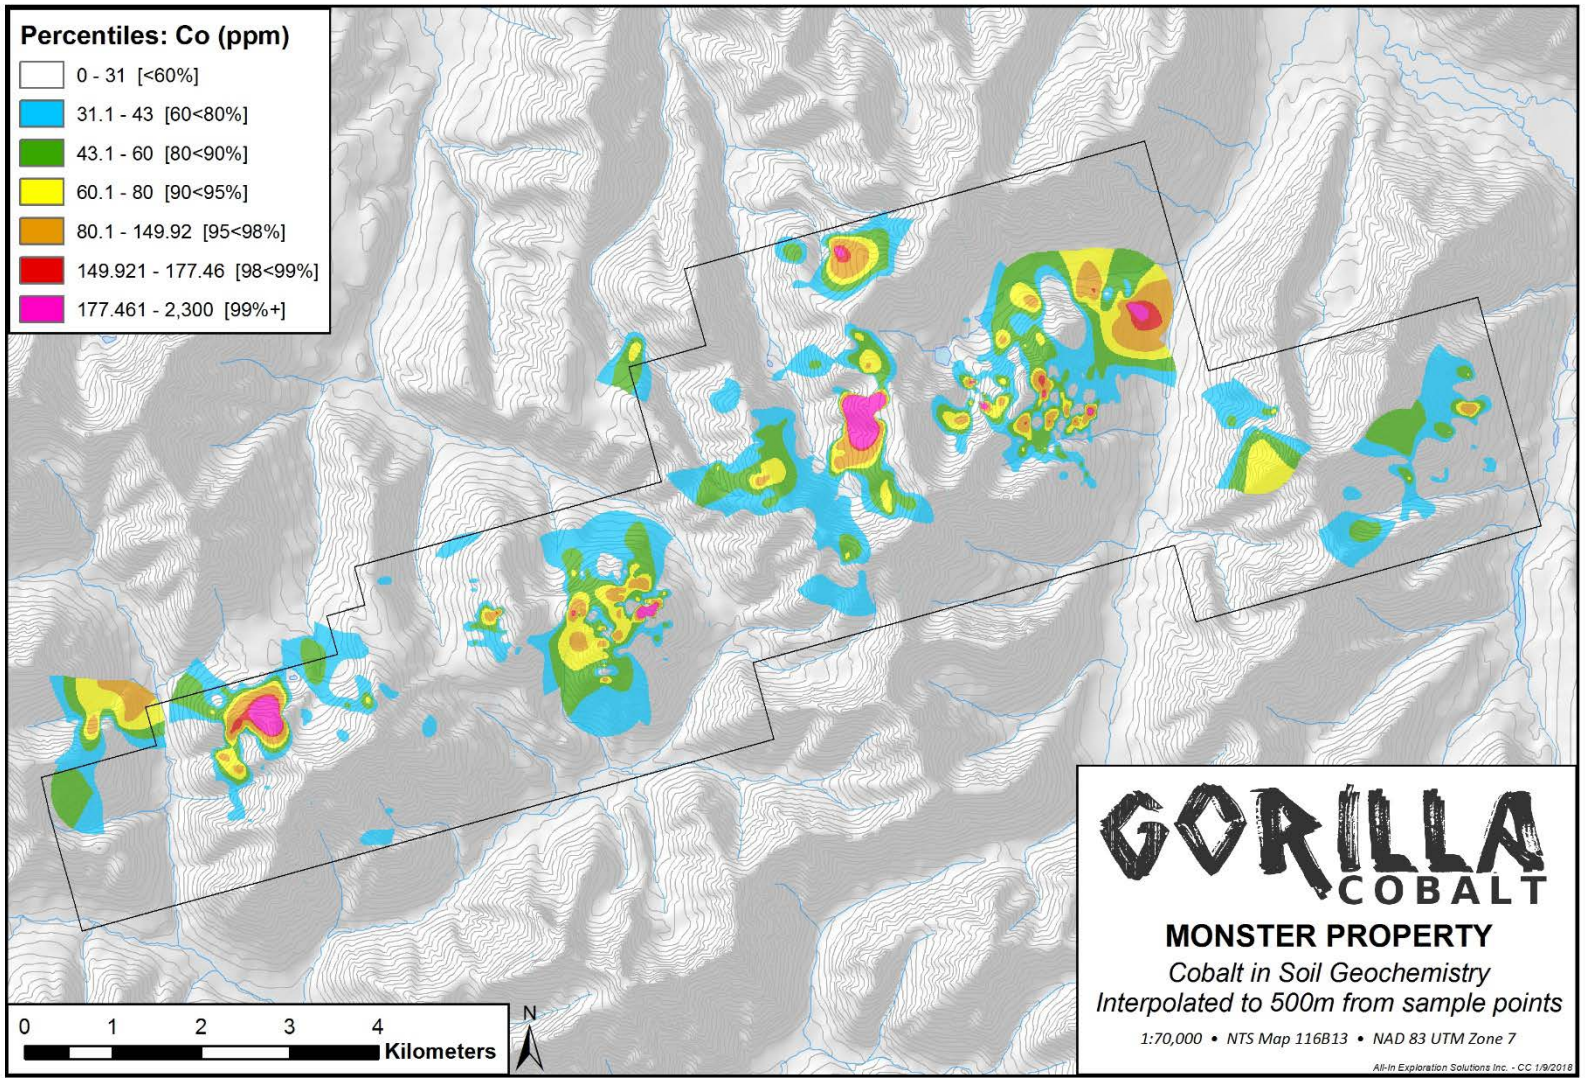 Percentiles: Co (ppm)
0 - 31 [<60%]
31.1 - 43 [60<80%]
43.1 - 60 [80<90%]
60.1 - 80 [90<95%]
80.1 - 149.92 [95<98%]
149.921 - 177.46 [98<99%]
177.461 - 2,300 [99%+]
0 1 2 3 4
Kilometers
N
GORILLA
COBALT
MONSTER PROPERTY
Cobalt in Soil Geochemistry
Interpolated to 500m from sample points
1:70,000 • NTS Map 116B13 • NAD 83 UTM Zone 7
All-In Exploration Solutions Inc. - CC 1/9/2018